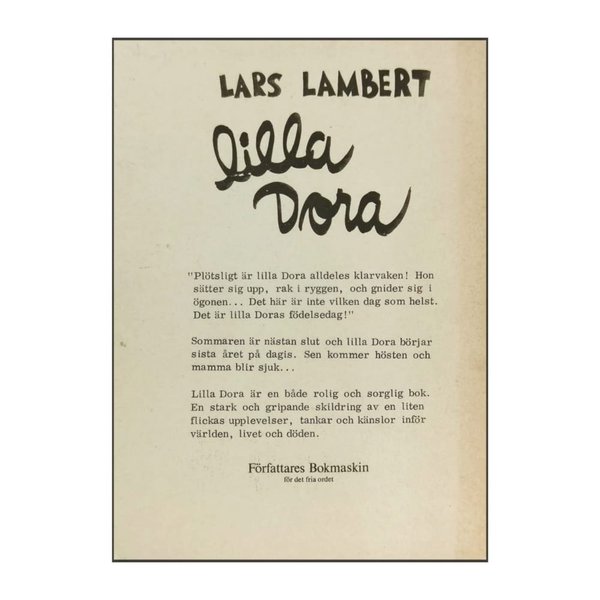 LARS LAMBERT
lilla
Dora
"Plötsligt är lilla Dora alldeles klarvaken! Hon
sätter sig upp, rak i ryggen, och gnider sig i
ögonen... Det här är inte vilken dag som helst.
Det är lilla Doras födelsedag!"
Sommaren är nästan slut och lilla Dora börjar
sista året på dagis. Sen kommer hösten och
mamma blir sjuk...
Lilla Dora är en både rolig och sorglig bok.
En stark och gripande skildring av en liten
flickas upplevelser, tankar och känslor inför
världen, livet och döden.
Författares Bokmaskin
för det fria ordet